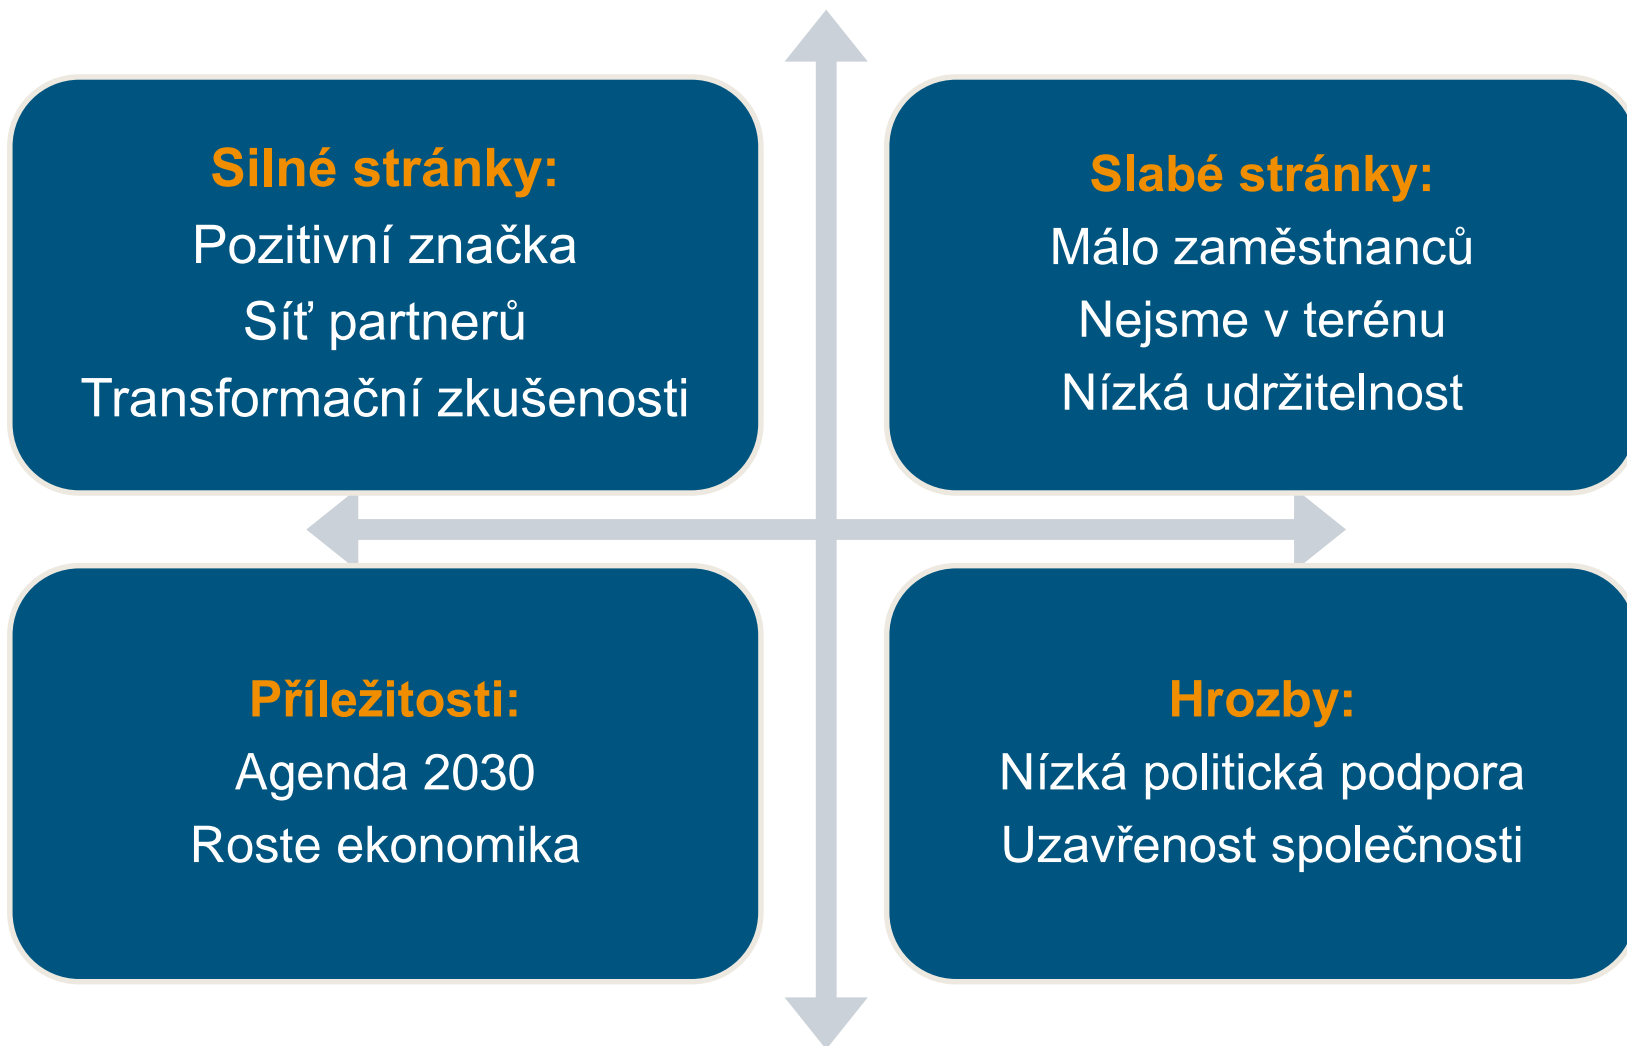 Silné stránky:
Pozitivní značka
Síť partnerů
Transformační zkušenosti
Slabé stránky:
Málo zaměstnanců
Nejsme v terénu
Nízká udržitelnost
Příležitosti:
Agenda 2030
Roste ekonomika
Hrozby:
Nízká politická podpora
Uzavřenost společnosti